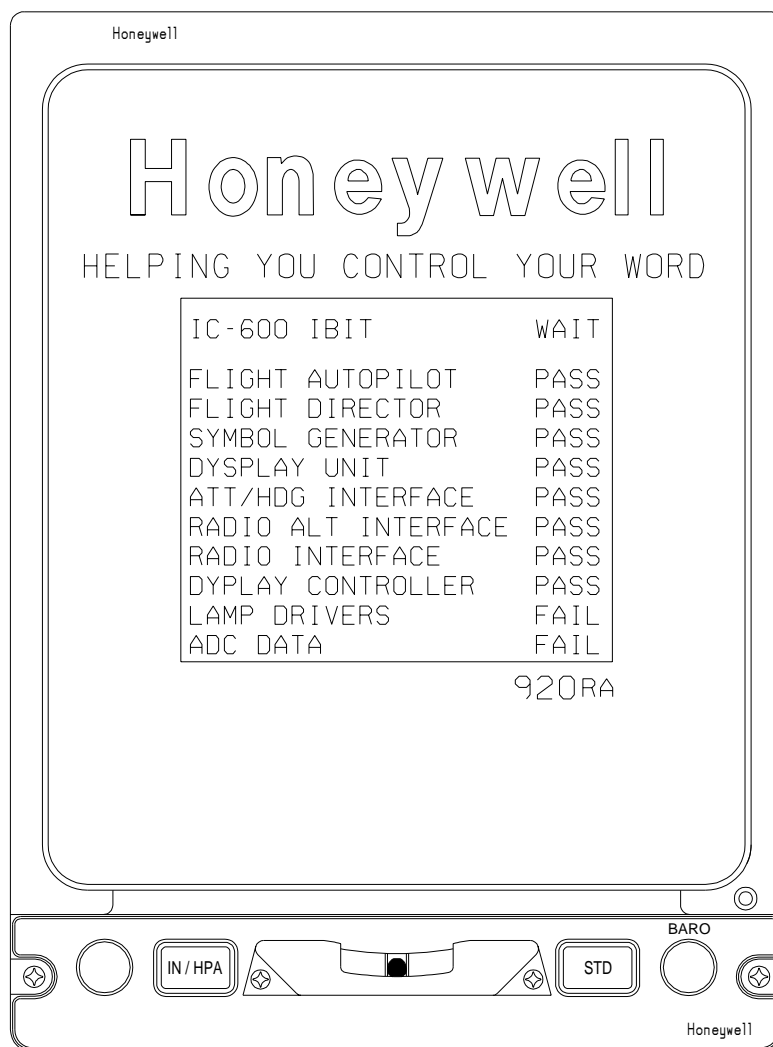 Honeywell
Honeywell
HELPING YOU CONTROL YOUR WORD
IC-600 IBIT WAIT
FLIGHT AUTOPILOT PASS
FLIGHT DIRECTOR PASS
SYMBOL GENERATOR PASS
DYSPLAY UNIT PASS
ATT/HDG INTERFACE PASS
RADIO ALT INTERFACE PASS
RADIO INTERFACE PASS
DYPLAY CONTROLLER PASS
LAMP DRIVERS FAIL
ADC DATA FAIL
920RA
BARO
IN / HPA STD
Honeywell